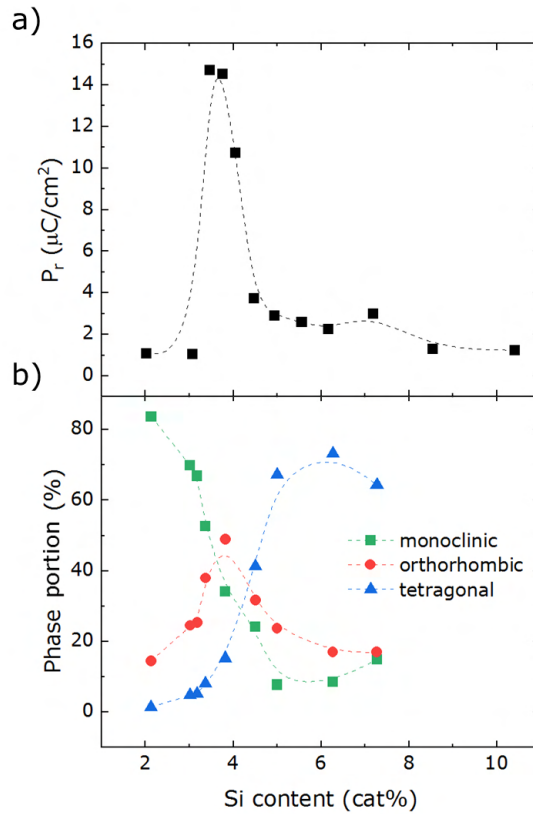 a)
16
14
12
10
8
6
4
2
0
P_r (μC/cm²)
b)
80
60
40
20
0
Phase portion (%)
monoclinic
orthorhombic
tetragonal
2 4 6 8 10
Si content (cat%)